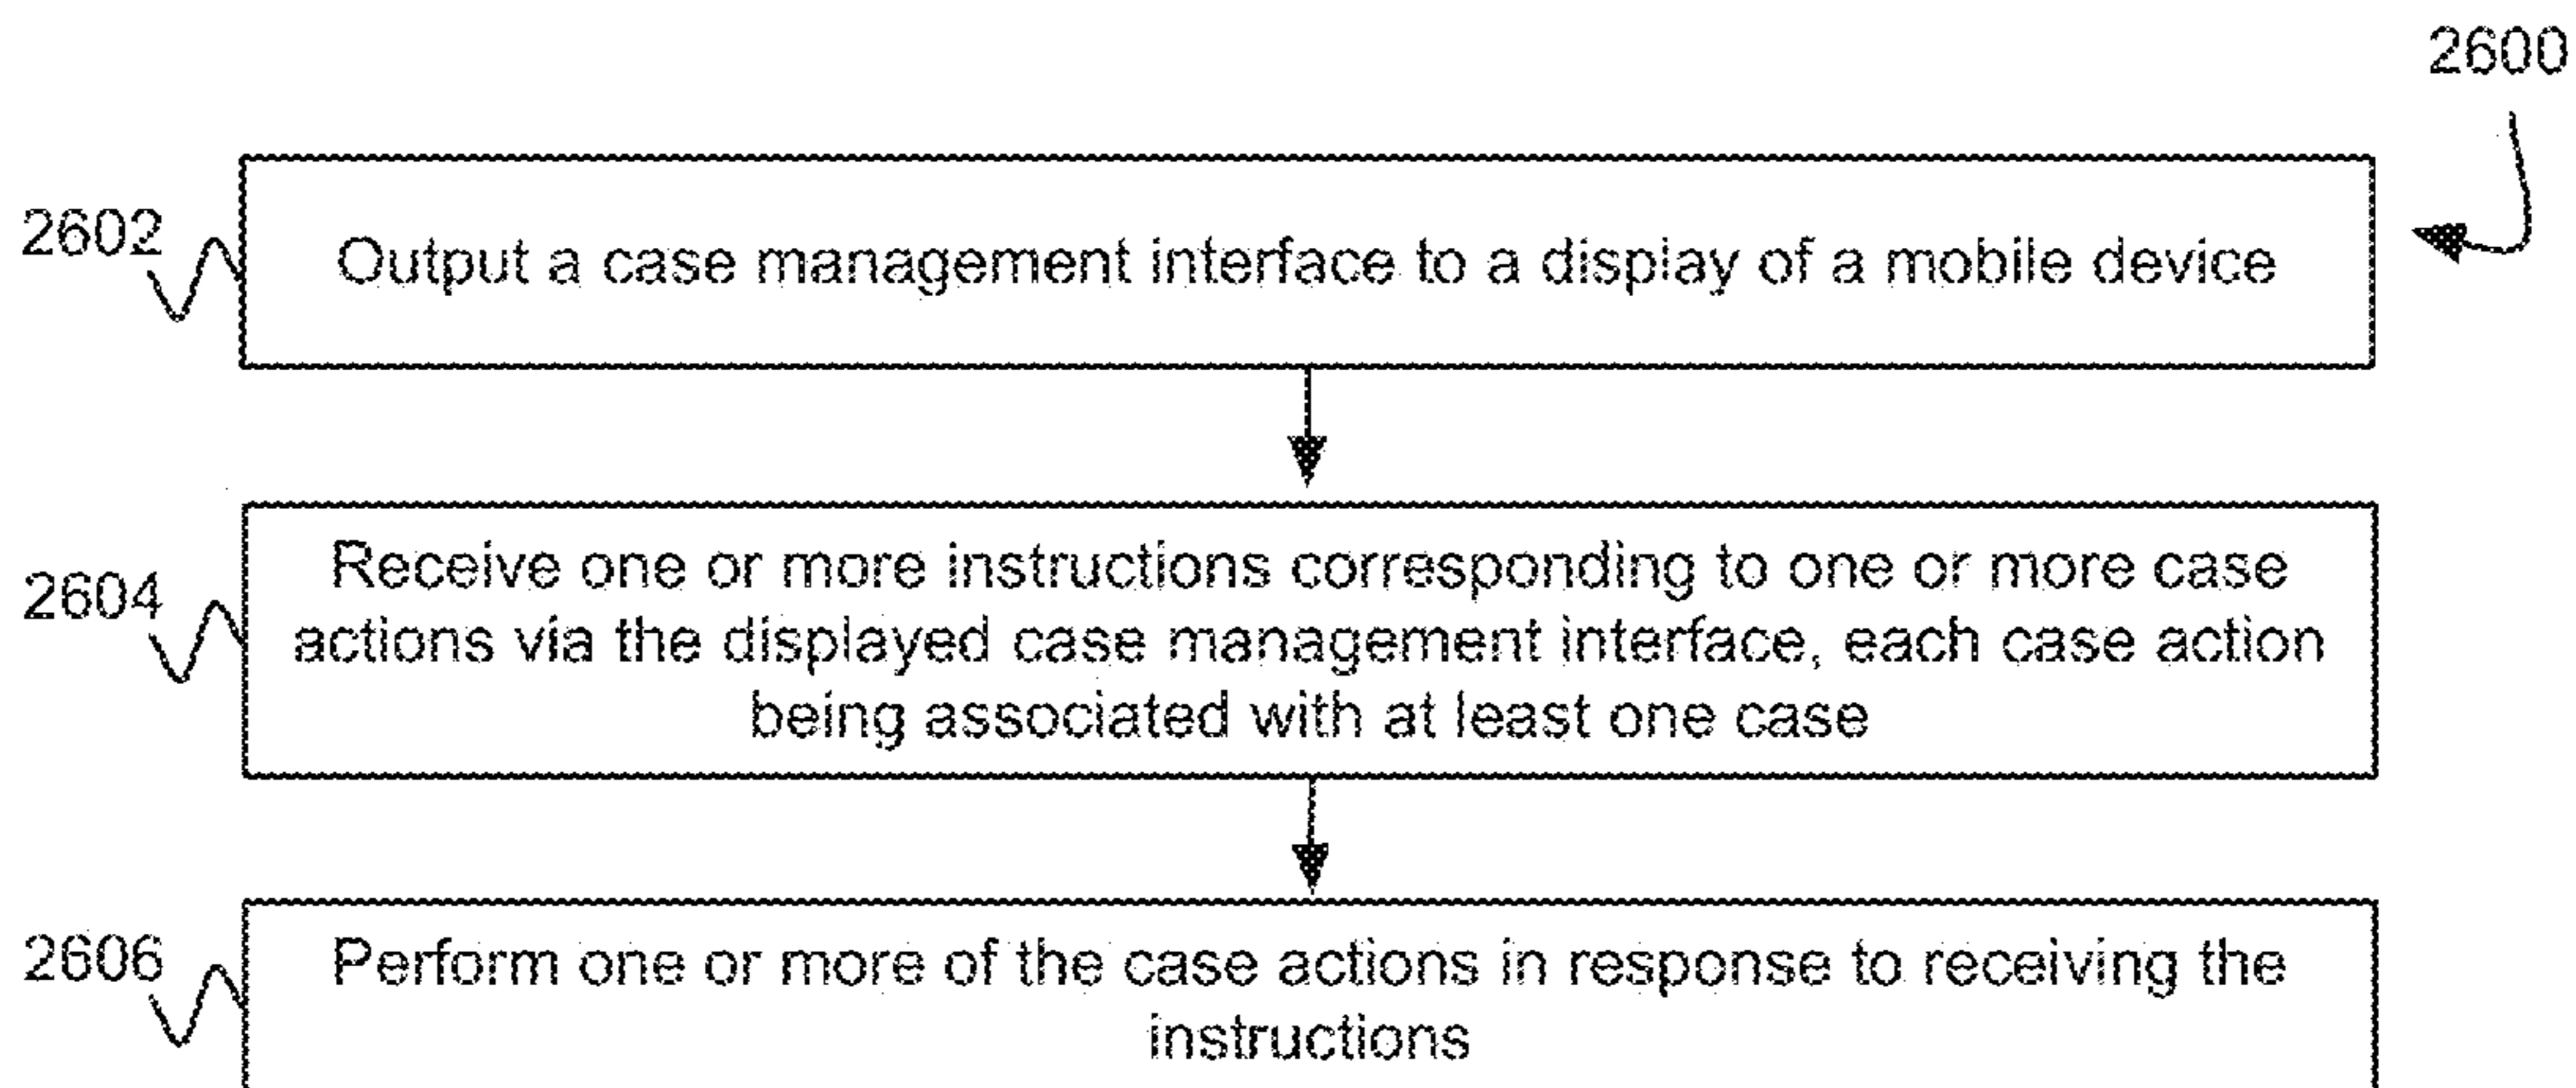 2600
2602
Output a case management interface to a display of a mobile device
2604
Receive one or more instructions corresponding to one or more case
actions via the displayed case management interface, each case action
being associated with at least one case
2606
Perform one or more of the case actions in response to receiving the
instructions